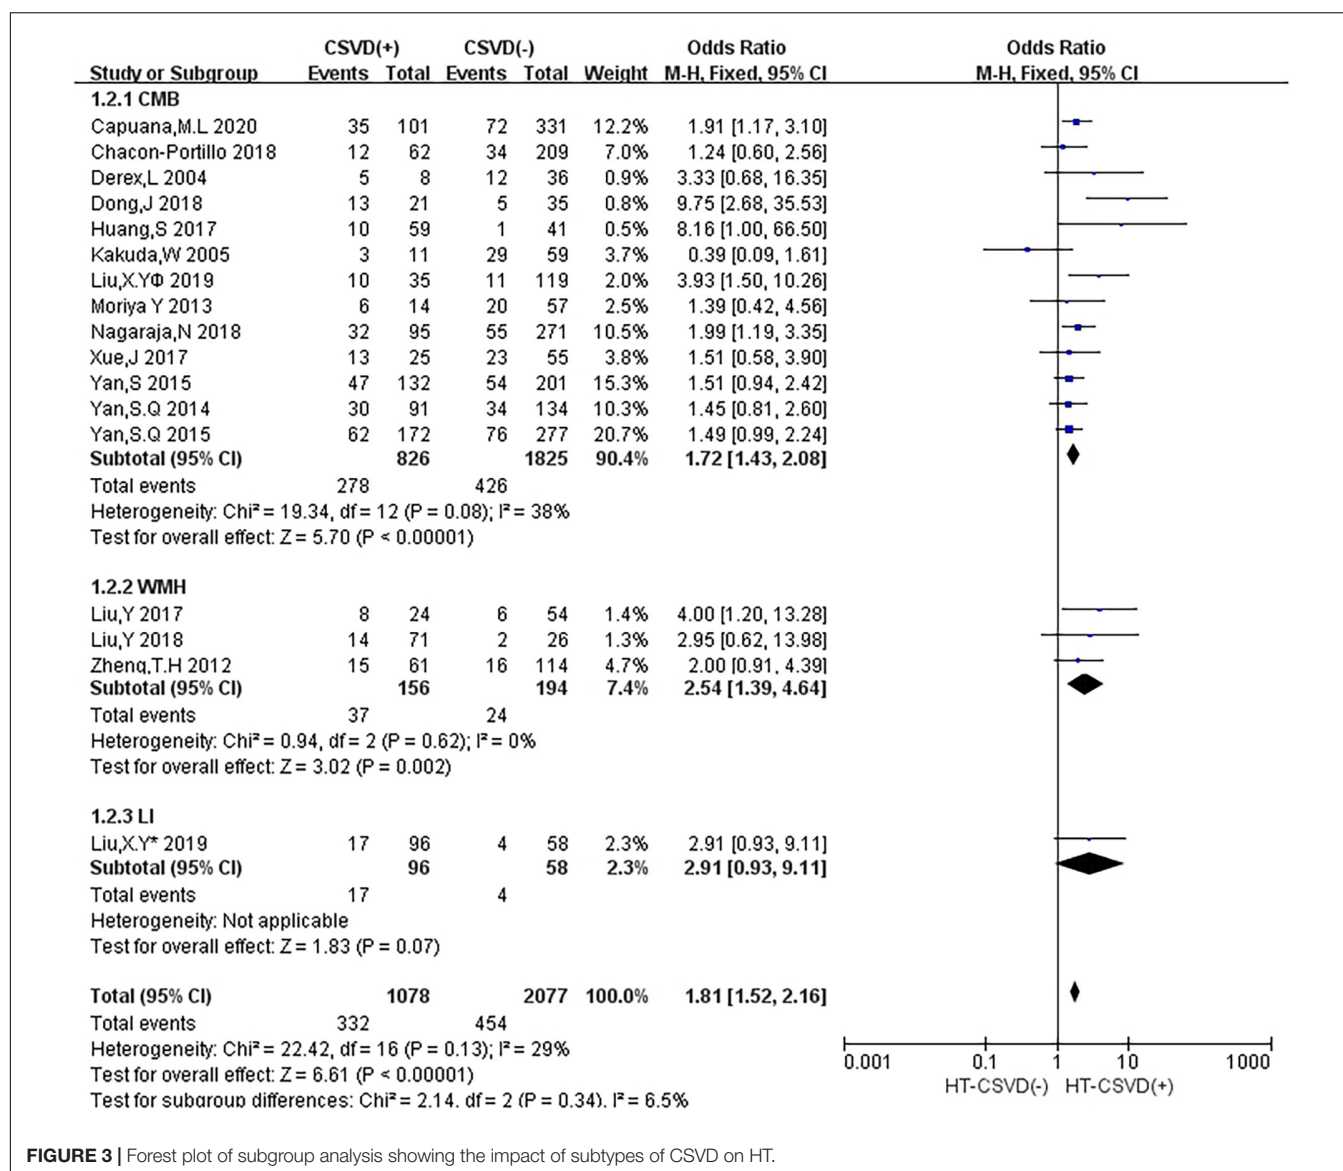 CSVD(+) CSVD(-) Odds Ratio Odds Ratio
Study or Subgroup Events Total Events Total Weight M-H, Fixed, 95% CI M-H, Fixed, 95% CI
1.2.1 CMB
Capuana,M.L 2020 35 101 72 331 12.2% 1.91 [1.17, 3.10]
Chacon-Portillo 2018 12 62 34 209 7.0% 1.24 [0.60, 2.56]
Derex,L 2004 5 8 12 36 0.9% 3.33 [0.68, 16.35]
Dong,J 2018 13 21 5 35 0.8% 9.75 [2.68, 35.53]
Huang,S 2017 10 59 1 41 0.5% 8.16 [1.00, 66.50]
Kakuda,W 2005 3 11 29 59 3.7% 0.39 [0.09, 1.61]
Liu,X.YΦ 2019 10 35 11 119 2.0% 3.93 [1.50, 10.26]
Moriya Y 2013 6 14 20 57 2.5% 1.39 [0.42, 4.56]
Nagaraja,N 2018 32 95 55 271 10.5% 1.99 [1.19, 3.35]
Xue,J 2017 13 25 23 55 3.8% 1.51 [0.58, 3.90]
Yan,S 2015 47 132 54 201 15.3% 1.51 [0.94, 2.42]
Yan,S.Q 2014 30 91 34 134 10.3% 1.45 [0.81, 2.60]
Yan,S.Q 2015 62 172 76 277 20.7% 1.49 [0.99, 2.24]
Subtotal (95% CI) 826 1825 90.4% 1.72 [1.43, 2.08]
Total events 278 426
Heterogeneity: Chi² = 19.34, df = 12 (P = 0.08); I² = 38%
Test for overall effect: Z = 5.70 (P < 0.00001)
1.2.2 WMH
Liu,Y 2017 8 24 6 54 1.4% 4.00 [1.20, 13.28]
Liu,Y 2018 14 71 2 26 1.3% 2.95 [0.62, 13.98]
Zheng,T.H 2012 15 61 16 114 4.7% 2.00 [0.91, 4.39]
Subtotal (95% CI) 156 194 7.4% 2.54 [1.39, 4.64]
Total events 37 24
Heterogeneity: Chi² = 0.94, df = 2 (P = 0.62); I² = 0%
Test for overall effect: Z = 3.02 (P = 0.002)
1.2.3 LI
Liu,X.Y* 2019 17 96 4 58 2.3% 2.91 [0.93, 9.11]
Subtotal (95% CI) 96 58 2.3% 2.91 [0.93, 9.11]
Total events 17 4
Heterogeneity: Not applicable
Test for overall effect: Z = 1.83 (P = 0.07)
Total (95% CI) 1078 2077 100.0% 1.81 [1.52, 2.16]
Total events 332 454
Heterogeneity: Chi² = 22.42, df = 16 (P = 0.13); I² = 29%
Test for overall effect: Z = 6.61 (P < 0.00001)
Test for subgroup differences: Chi² = 2.14, df = 2 (P = 0.34), I² = 6.5%
0.001 0.1 1 10 1000
HT-CSVD(-) HT-CSVD(+)
FIGURE 3 | Forest plot of subgroup analysis showing the impact of subtypes of CSVD on HT.